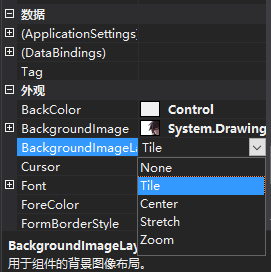 数据
(ApplicationSettings)
(DataBindings)
Tag
外观
BackColor Control
BackgroundImage System.Drawing
BackgroundImageLa Tile
Cursor None
Font Tile
ForeColor Center
FormBorderStyle Stretch
Zoom
BackgroundImageLay
用于组件的背景图像布局。